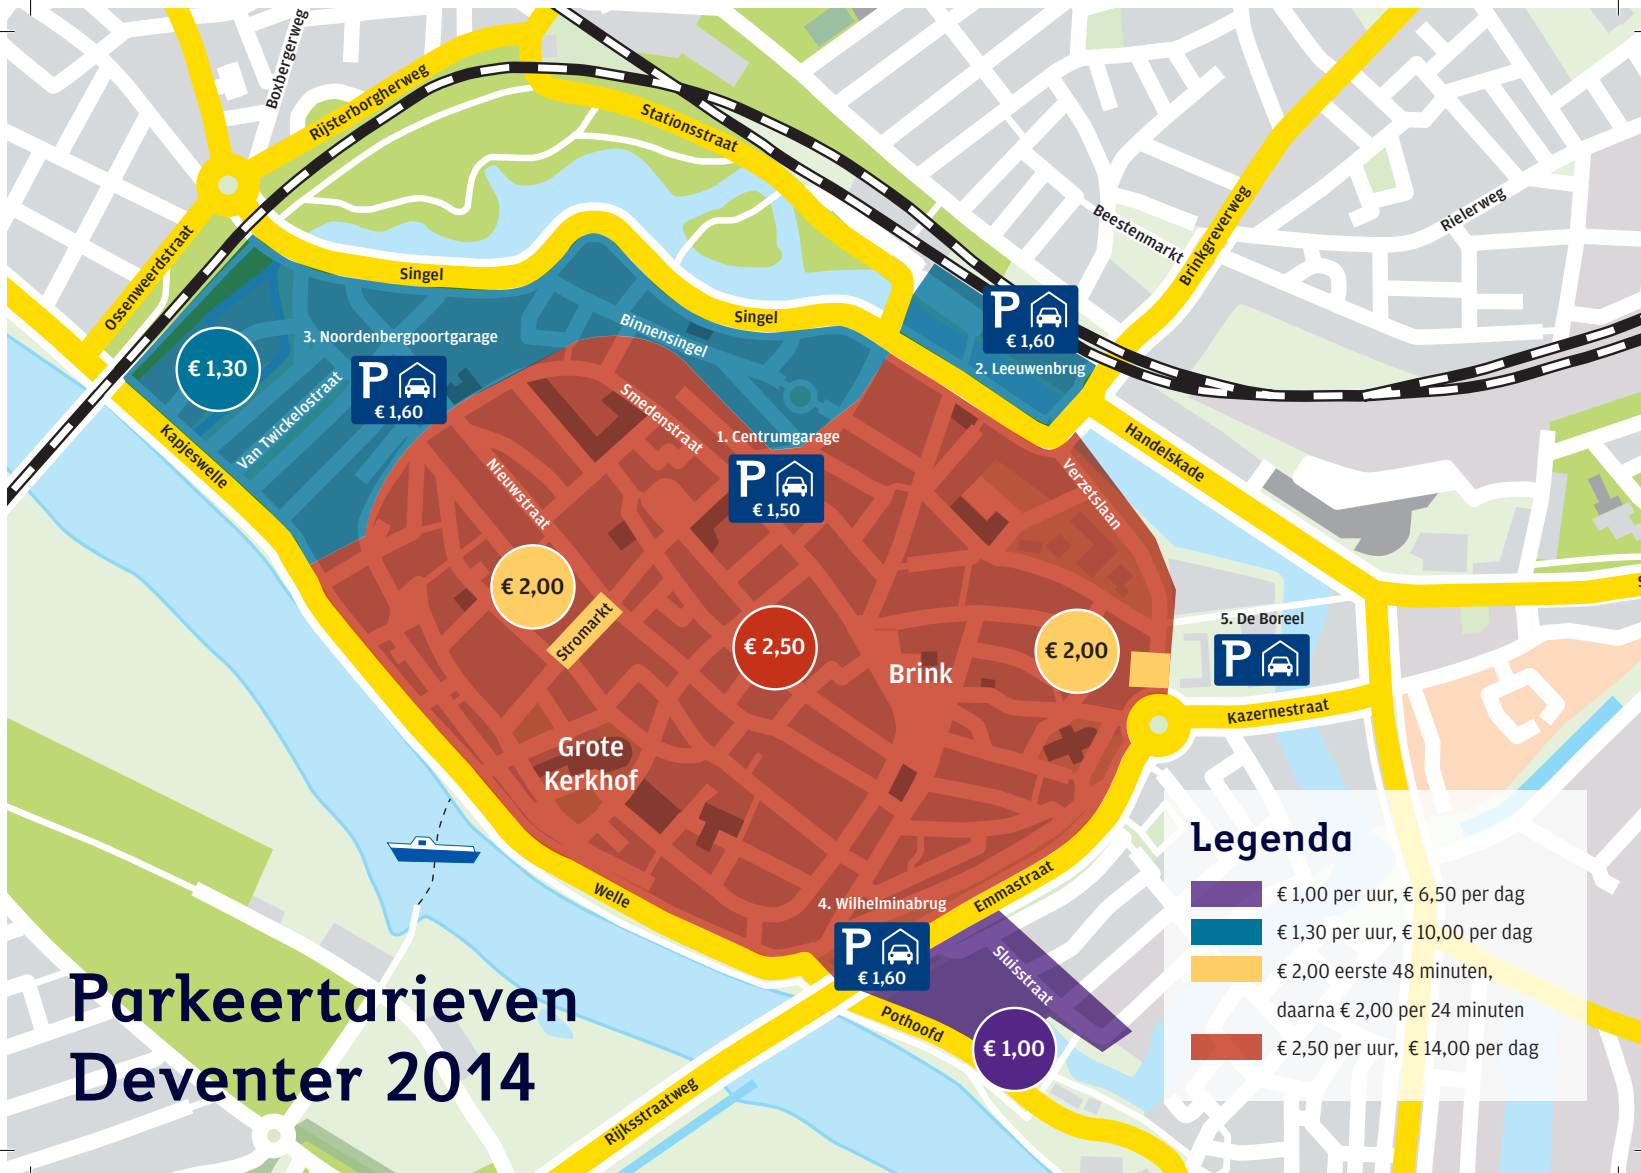 Boxbergerweg
Rijsterborgherweg
Stationsstraat
Ossenweerdstraat
Singel
Singel
Binnensingel
Beestenmarkt
Brinkgreverweg
Rielerweg
3. Noordenbergpoortgarage
P
€ 1,60
€ 1,30
P
€ 1,60
2. Leeuwenbrug
Van Twickelostraat
Kapjeswelle
Smedenstraat
1. Centrumgarage
P
€ 1,50
Nieuwstraat
Verzetslaan
Handelskade
€ 2,00
Stromarkt
€ 2,50
Brink
€ 2,00
5. De Boreel
P
Kazernestraat
S
Grote
Kerkhof
Welle
4. Wilhelminabrug
P
€ 1,60
Emmastraat
Sluisstraat
Pothoofd
€ 1,00
Rijksstraatweg
Parkeertarieven
Deventer 2014
Legenda
€ 1,00 per uur, € 6,50 per dag
€ 1,30 per uur, € 10,00 per dag
€ 2,00 eerste 48 minuten,
daarna € 2,00 per 24 minuten
€ 2,50 per uur, € 14,00 per dag